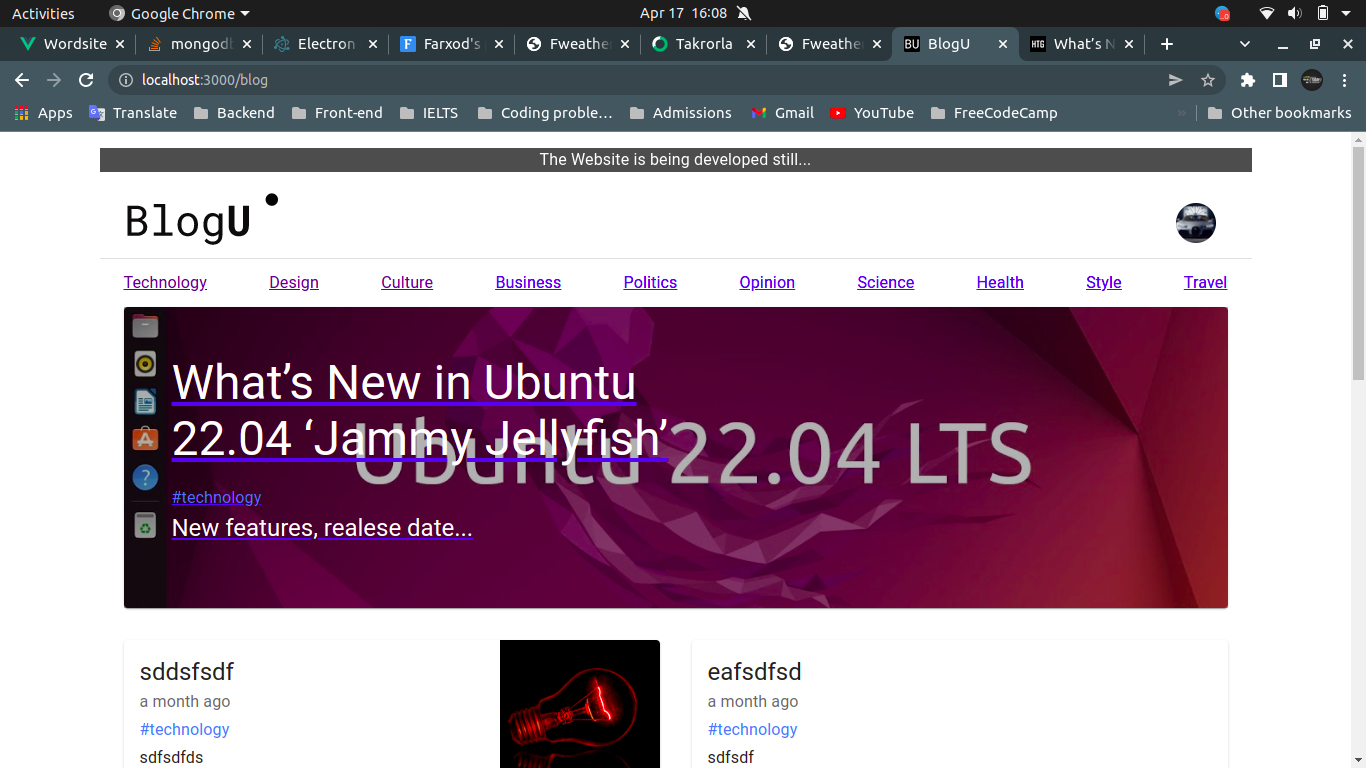 Activities Google Chrome Apr 17 16:08
Wordsite mongodb Electron Farxod's Fweather Takrorla Fweather BlogU What's N
localhost:3000/blog
Apps Translate Backend Front-end IELTS Coding proble... Admissions Gmail YouTube FreeCodeCamp » Other bookmarks
The Website is being developed still...
BlogU
Technology Design Culture Business Politics Opinion Science Health Style Travel
What’s New in Ubuntu
22.04 ‘Jammy Jellyfish’
Ubuntu 22.04 LTS
#technology
New features, realese date...
sddsfsdf eafsdfsd
a month ago a month ago
#technology #technology
sdfsdfds sdfsdf